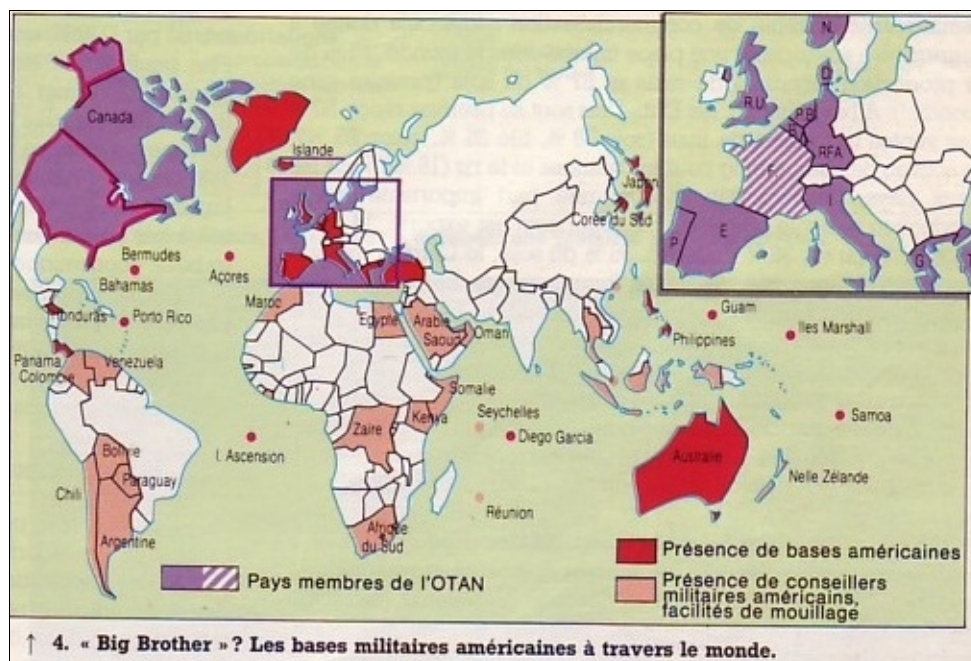 Canada
Islande
Bermudes
Bahamas
Açores
Honduras
Porto Rico
Panama
Colombie
Venezuela
Bolivie
Paraguay
Chili
Argentine
I. Ascension
Maroc
Egypte
Arabie
Saoud.
Oman
Somalie
Kenya
Zaire
Seychelles
Diego Garcia
Réunion
Afrique
du Sud
Japon
Corée du Sud
Guam
Philippines
Iles Marshall
Samoa
Australie
Nelle Zélande
N.
R.U
D
P.B
RFA
F
I
P
E
G
T
Pays membres de l'OTAN
Présence de bases américaines
Présence de conseillers
militaires américains,
facilités de mouillage
↑ 4. « Big Brother » ? Les bases militaires américaines à travers le monde.